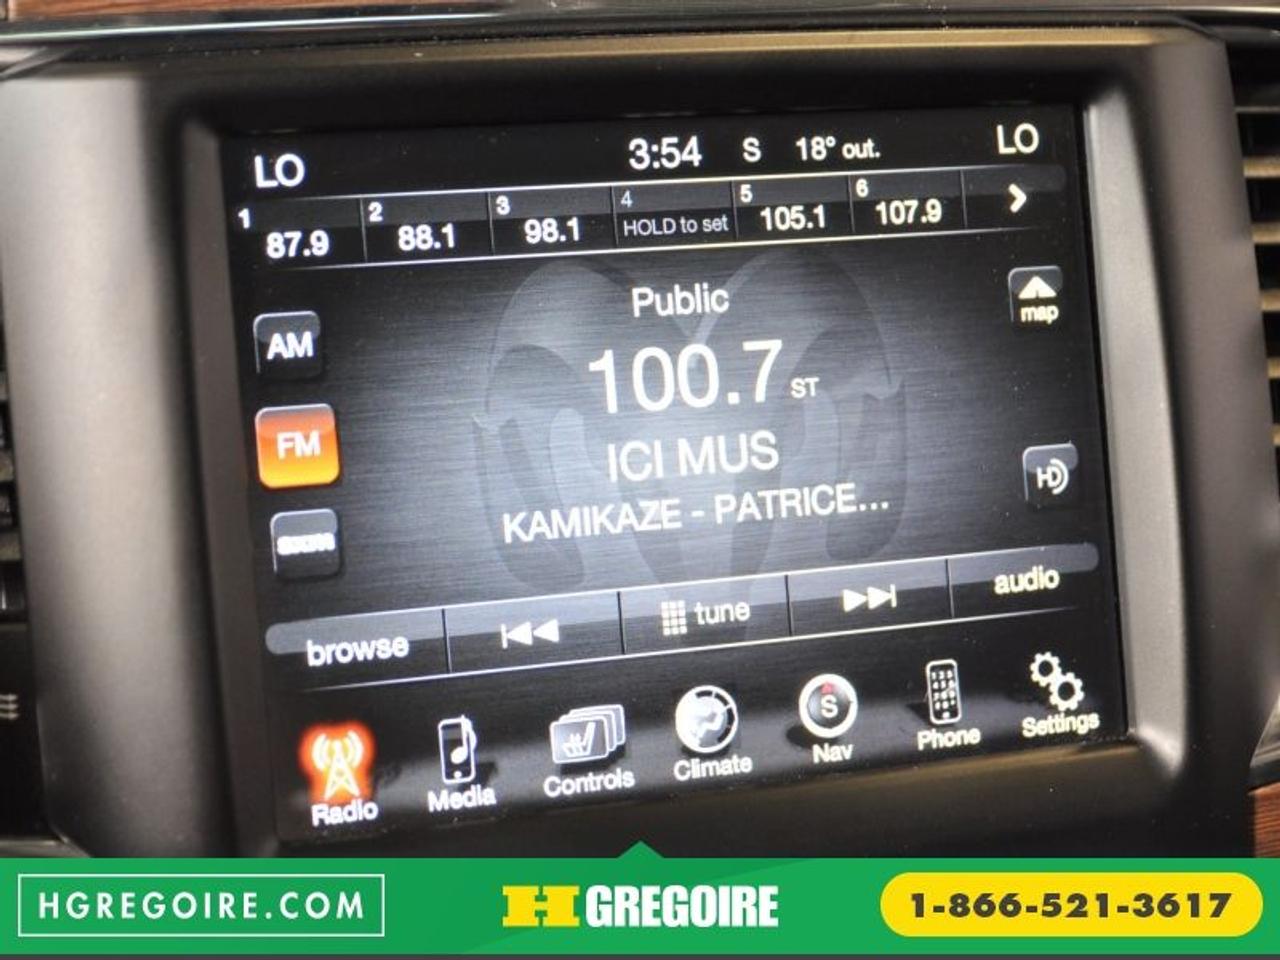 LO 3:54 S 18° out. LO
1 87.9 2 88.1 3 98.1 4 HOLD to set 5 105.1 6 107.9
Public
map
AM
100.7 ST
FM
ICI MUS
HD
KAMIKAZE - PATRICE...
browse tune audio
Radio Media Controls Climate S Nav Phone Settings
HGREGOIRE.COM H GREGOIRE 1-866-521-3617